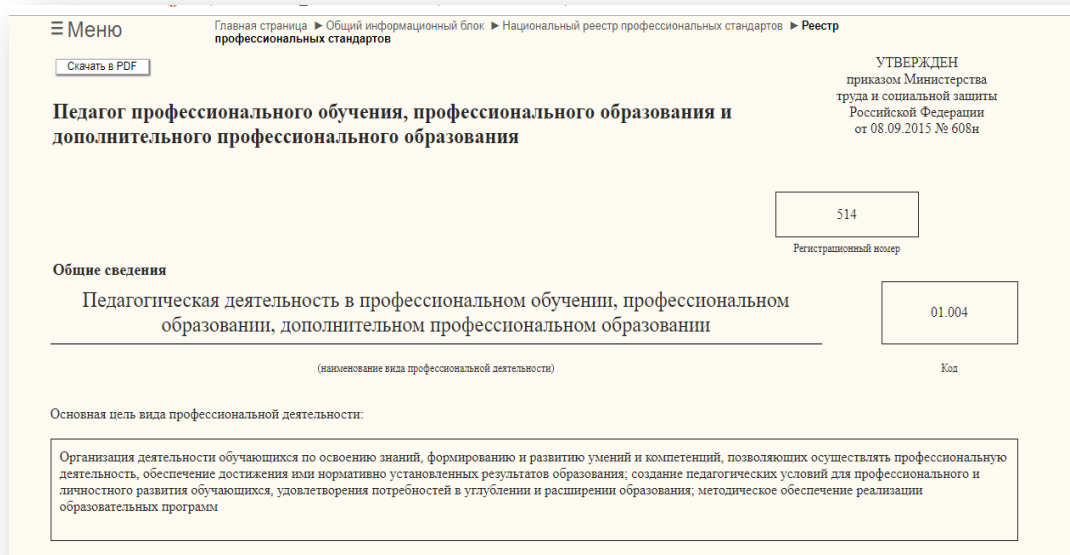 ☰ Меню
Главная страница ►Общий информационный блок ►Национальный реестр профессиональных стандартов ►Реестр
профессиональных стандартов
Скачать в PDF
УТВЕРЖДЕН
приказом Министерства
труда и социальной защиты
Российской Федерации
от 08.09.2015 № 608н
Педагог профессионального обучения, профессионального образования и
дополнительного профессионального образования
514
Регистрационный номер
Общие сведения
Педагогическая деятельность в профессиональном обучении, профессиональном
образовании, дополнительном профессиональном образовании
01.004
(наименование вида профессиональной деятельности)
Код
Основная цель вида профессиональной деятельности:
Организация деятельности обучающихся по освоению знаний, формированию и развитию умений и компетенций, позволяющих осуществлять профессиональную
деятельность, обеспечение достижения ими нормативно установленных результатов образования; создание педагогических условий для профессионального и
личностного развития обучающихся, удовлетворения потребностей в углублении и расширении образования; методическое обеспечение реализации
образовательных программ